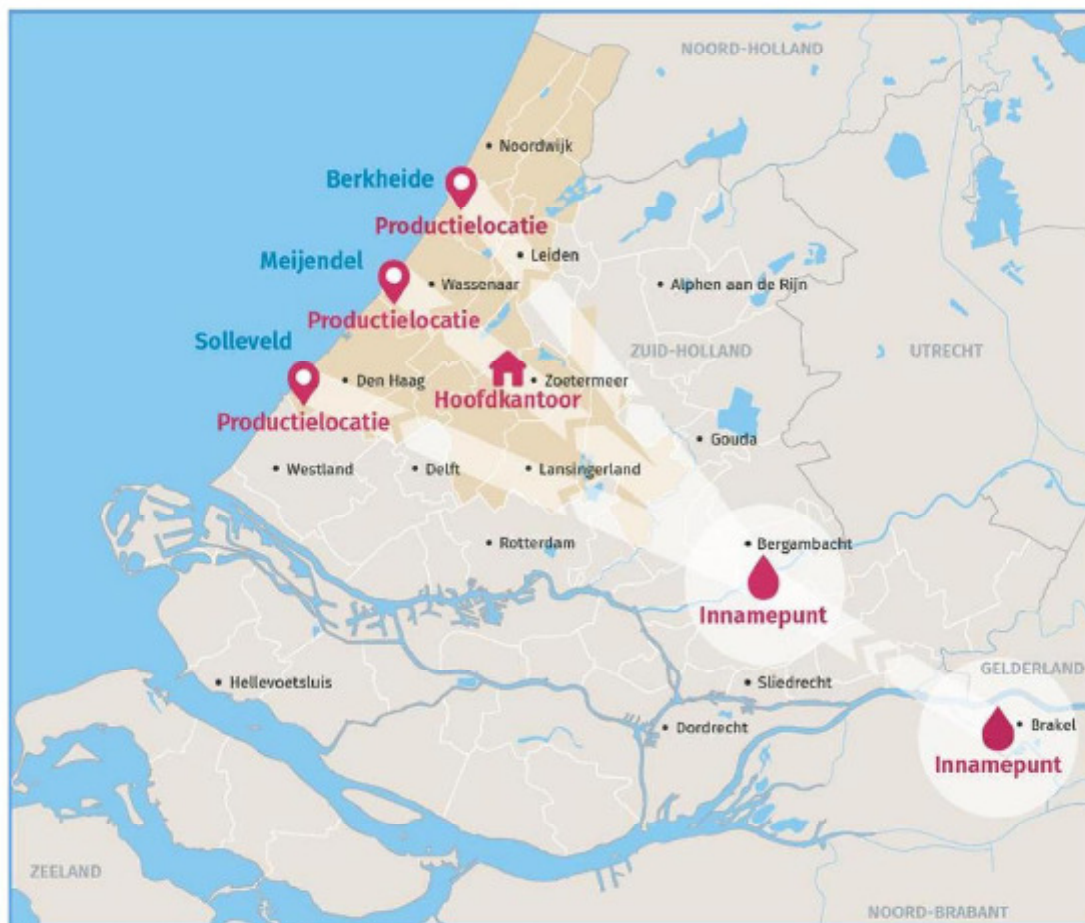 NOORD-HOLLAND
Noordwijk
Berkheide
Productielocatie
Leiden
Meijendel
Wassenaar
Alphen aan de Rijn
Productielocatie
Solleveld
ZUID-HOLLAND
UTRECHT
Den Haag
Zoetermeer
Hoofdkantoor
Productielocatie
Gouda
Westland
Delft
Lansingerland
Rotterdam
Bergambacht
Innamepunt
GELDERLAND
Hellevoetsluis
Sliedrecht
Dordrecht
Brakel
Innamepunt
ZEELAND
NOORD-BRABANT